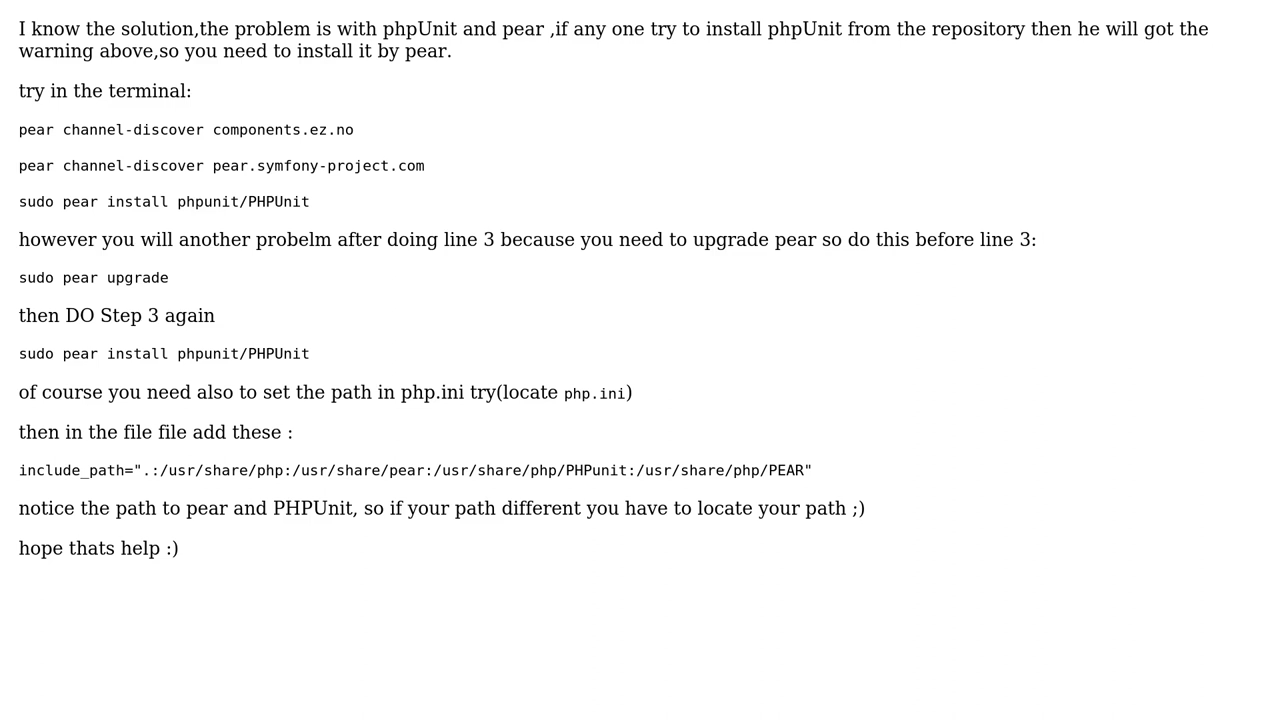 I know the solution,the problem is with phpUnit and pear ,if any one try to install phpUnit from the repository then he will got the
warning above,so you need to install it by pear.
try in the terminal:
pear channel-discover components.ez.no
pear channel-discover pear.symfony-project.com
sudo pear install phpunit/PHPUnit
however you will another probelm after doing line 3 because you need to upgrade pear so do this before line 3:
sudo pear upgrade
then DO Step 3 again
sudo pear install phpunit/PHPUnit
of course you need also to set the path in php.ini try(locate php.ini)
then in the file file add these :
include_path=".:/usr/share/php:/usr/share/pear:/usr/share/php/PHPunit:/usr/share/php/PEAR"
notice the path to pear and PHPUnit, so if your path different you have to locate your path ;)
hope thats help :)